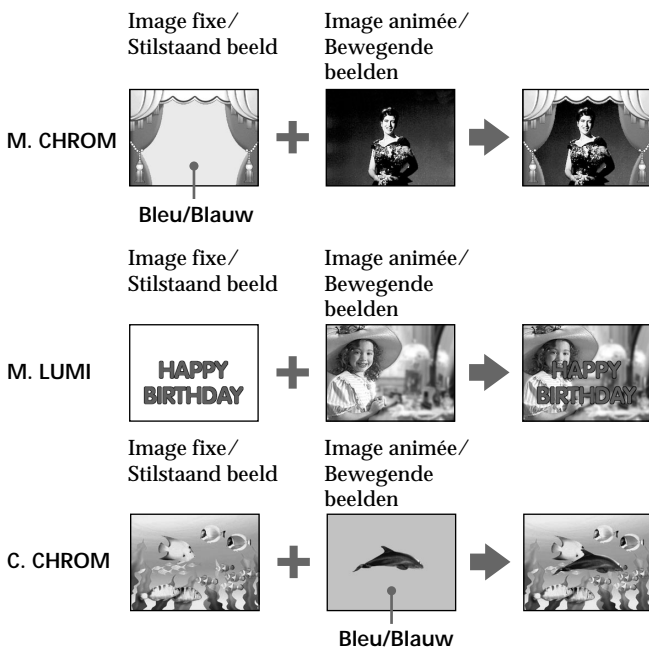 Image fixe/
Stilstaand beeld
Image animée/
Bewegende
beelden
M. CHROM
Bleu/Blauw
Image fixe/
Stilstaand beeld
Image animée/
Bewegende
beelden
M. LUMI
HAPPY
BIRTHDAY
HAPPY
BIRTHDAY
Image fixe/
Stilstaand beeld
Image animée/
Bewegende
beelden
C. CHROM
Bleu/Blauw